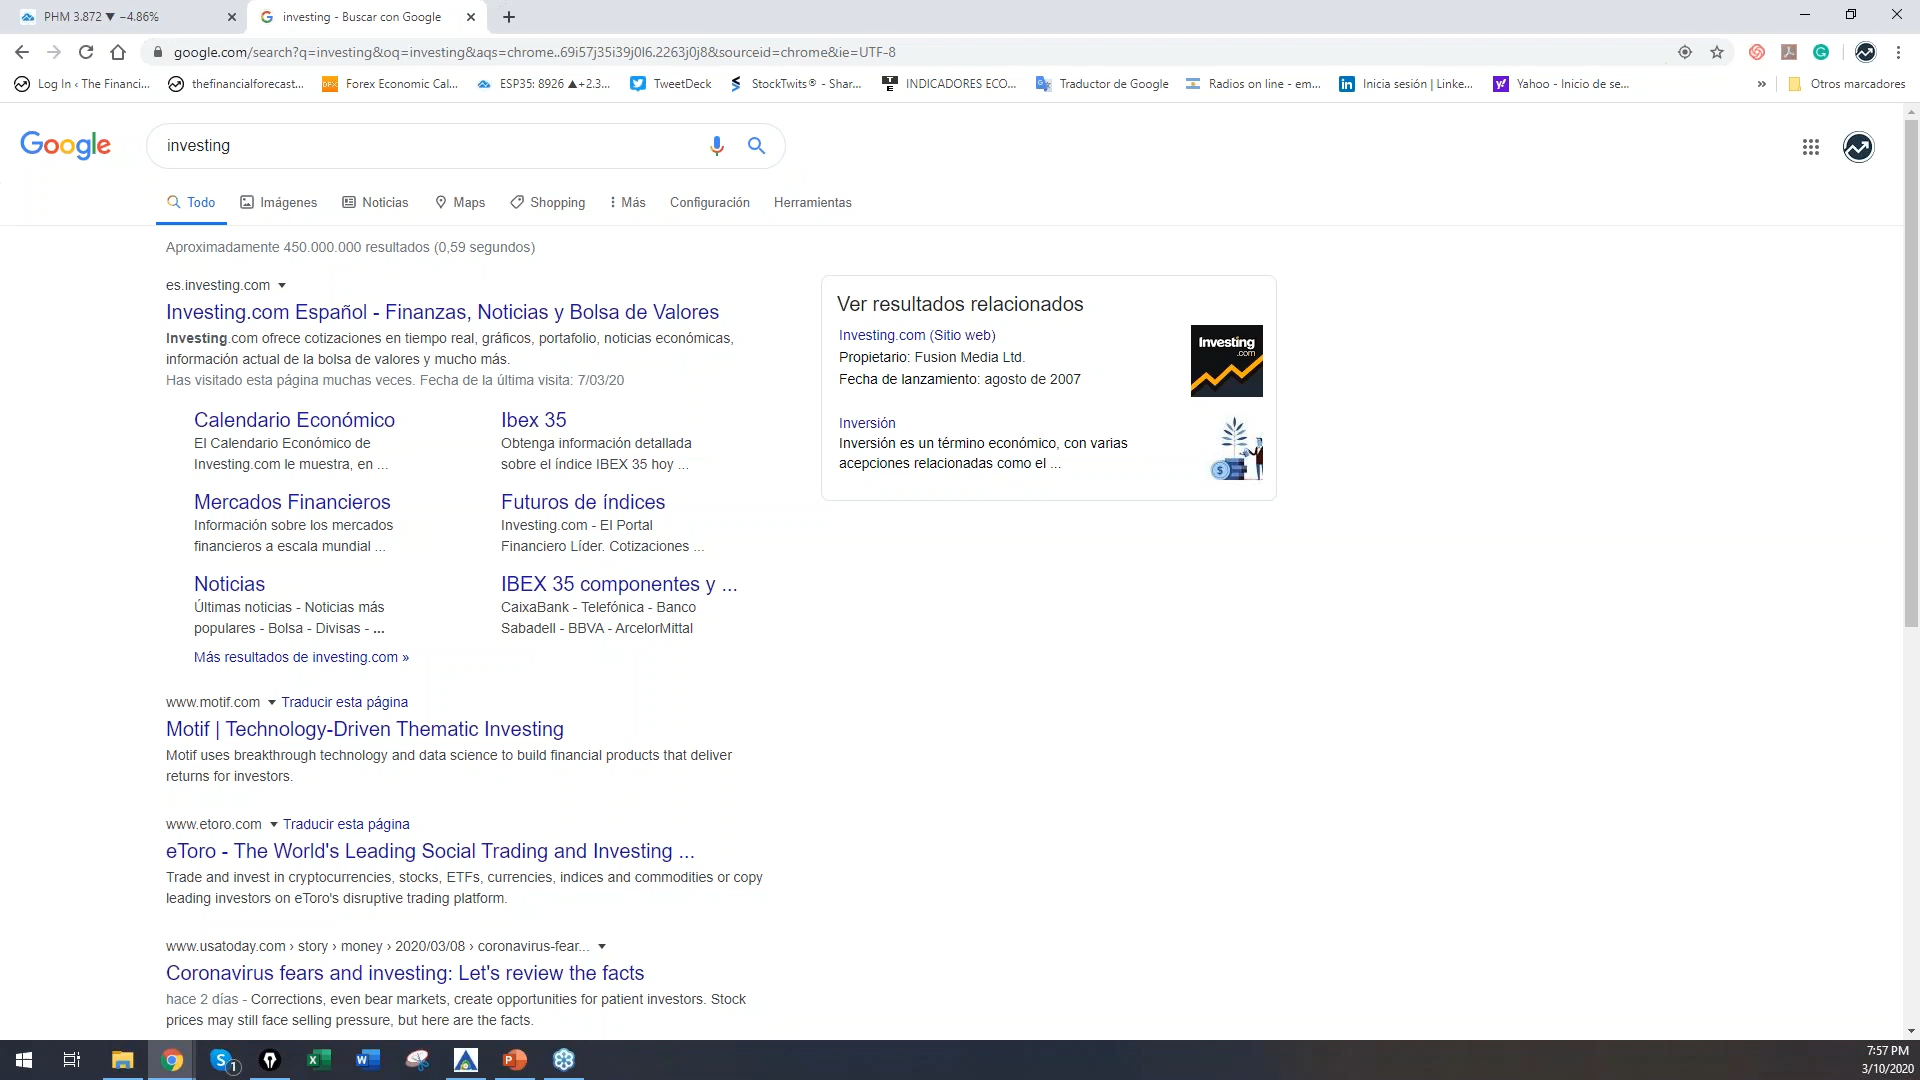 PHM 3.872 ▼ −4.86%
investing - Buscar con Google
google.com/search?q=investing&oq=investing&aqs=chrome..69i57j35i39j0l6.2263j0j8&sourceid=chrome&ie=UTF-8
Log In ‹ The Financi...
thefinancialforecast...
Forex Economic Cal...
ESP35: 8926 ▲+2.3...
TweetDeck
StockTwits® - Shar...
INDICADORES ECO...
Traductor de Google
Radios on line - em...
Inicia sesión | Linke...
Yahoo - Inicio de se...
»
Otros marcadores
Google
investing
Todo
Imágenes
Noticias
Maps
Shopping
Más
Configuración
Herramientas
Aproximadamente 450.000.000 resultados (0,59 segundos)
es.investing.com
Investing.com Español - Finanzas, Noticias y Bolsa de Valores
Investing.com ofrece cotizaciones en tiempo real, gráficos, portafolio, noticias económicas,
información actual de la bolsa de valores y mucho más.
Has visitado esta página muchas veces. Fecha de la última visita: 7/03/20
Calendario Económico
El Calendario Económico de
Investing.com le muestra, en ...
Ibex 35
Obtenga información detallada
sobre el índice IBEX 35 hoy ...
Mercados Financieros
Información sobre los mercados
financieros a escala mundial ...
Futuros de índices
Investing.com - El Portal
Financiero Líder. Cotizaciones ...
Noticias
Últimas noticias - Noticias más
populares - Bolsa - Divisas - ...
IBEX 35 componentes y ...
CaixaBank - Telefónica - Banco
Sabadell - BBVA - ArcelorMittal
Más resultados de investing.com »
www.motif.com Traducir esta página
Motif | Technology-Driven Thematic Investing
Motif uses breakthrough technology and data science to build financial products that deliver
returns for investors.
www.etoro.com Traducir esta página
eToro - The World's Leading Social Trading and Investing ...
Trade and invest in cryptocurrencies, stocks, ETFs, currencies, indices and commodities or copy
leading investors on eToro's disruptive trading platform.
www.usatoday.com › story › money › 2020/03/08 › coronavirus-fear...
Coronavirus fears and investing: Let's review the facts
hace 2 días - Corrections, even bear markets, create opportunities for patient investors. Stock
prices may still face selling pressure, but here are the facts.
Ver resultados relacionados
Investing.com (Sitio web)
Propietario: Fusion Media Ltd.
Fecha de lanzamiento: agosto de 2007
Investing
.com
Inversión
Inversión es un término económico, con varias
acepciones relacionadas como el ...
7:57 PM
3/10/2020